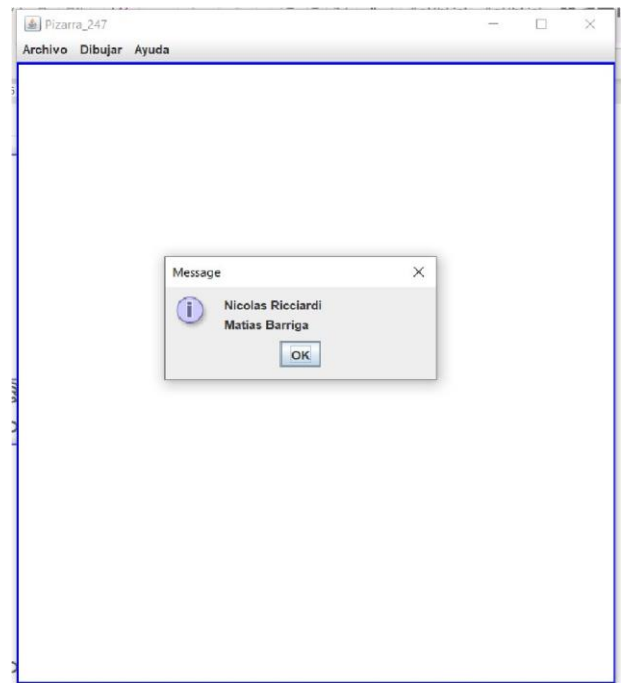 Pizarra_247
Archivo Dibujar Ayuda
Message
Nicolas Ricciardi
Matias Barriga
OK